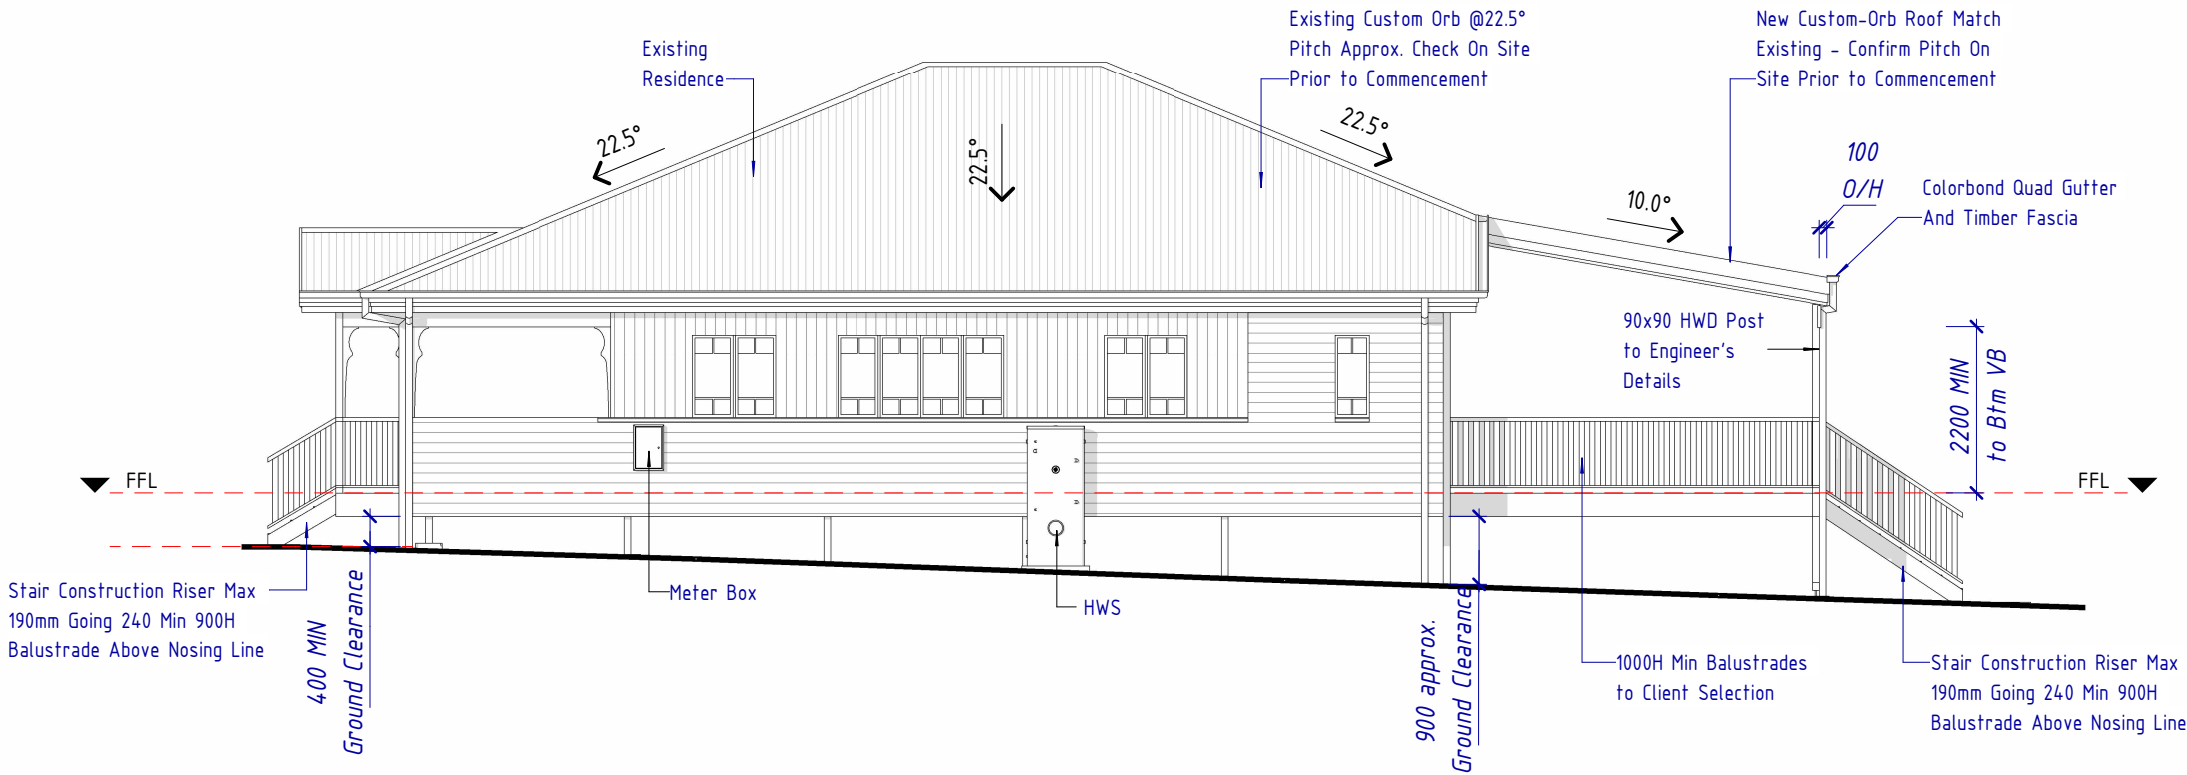 Existing
Residence
Existing Custom Orb @22.5°
Pitch Approx. Check On Site
Prior to Commencement
New Custom-Orb Roof Match
Existing - Confirm Pitch On
Site Prior to Commencement
22.5°
22.5°
22.5°
10.0°
100
O/H
Colorbond Quad Gutter
And Timber Fascia
90x90 HWD Post
to Engineer's
Details
2200 MIN
to Btm VB
FFL
FFL
Stair Construction Riser Max
190mm Going 240 Min 900H
Balustrade Above Nosing Line
400 MIN
Ground Clearance
Meter Box
HWS
900 approx.
Ground Clearance
1000H Min Balustrades
to Client Selection
Stair Construction Riser Max
190mm Going 240 Min 900H
Balustrade Above Nosing Line